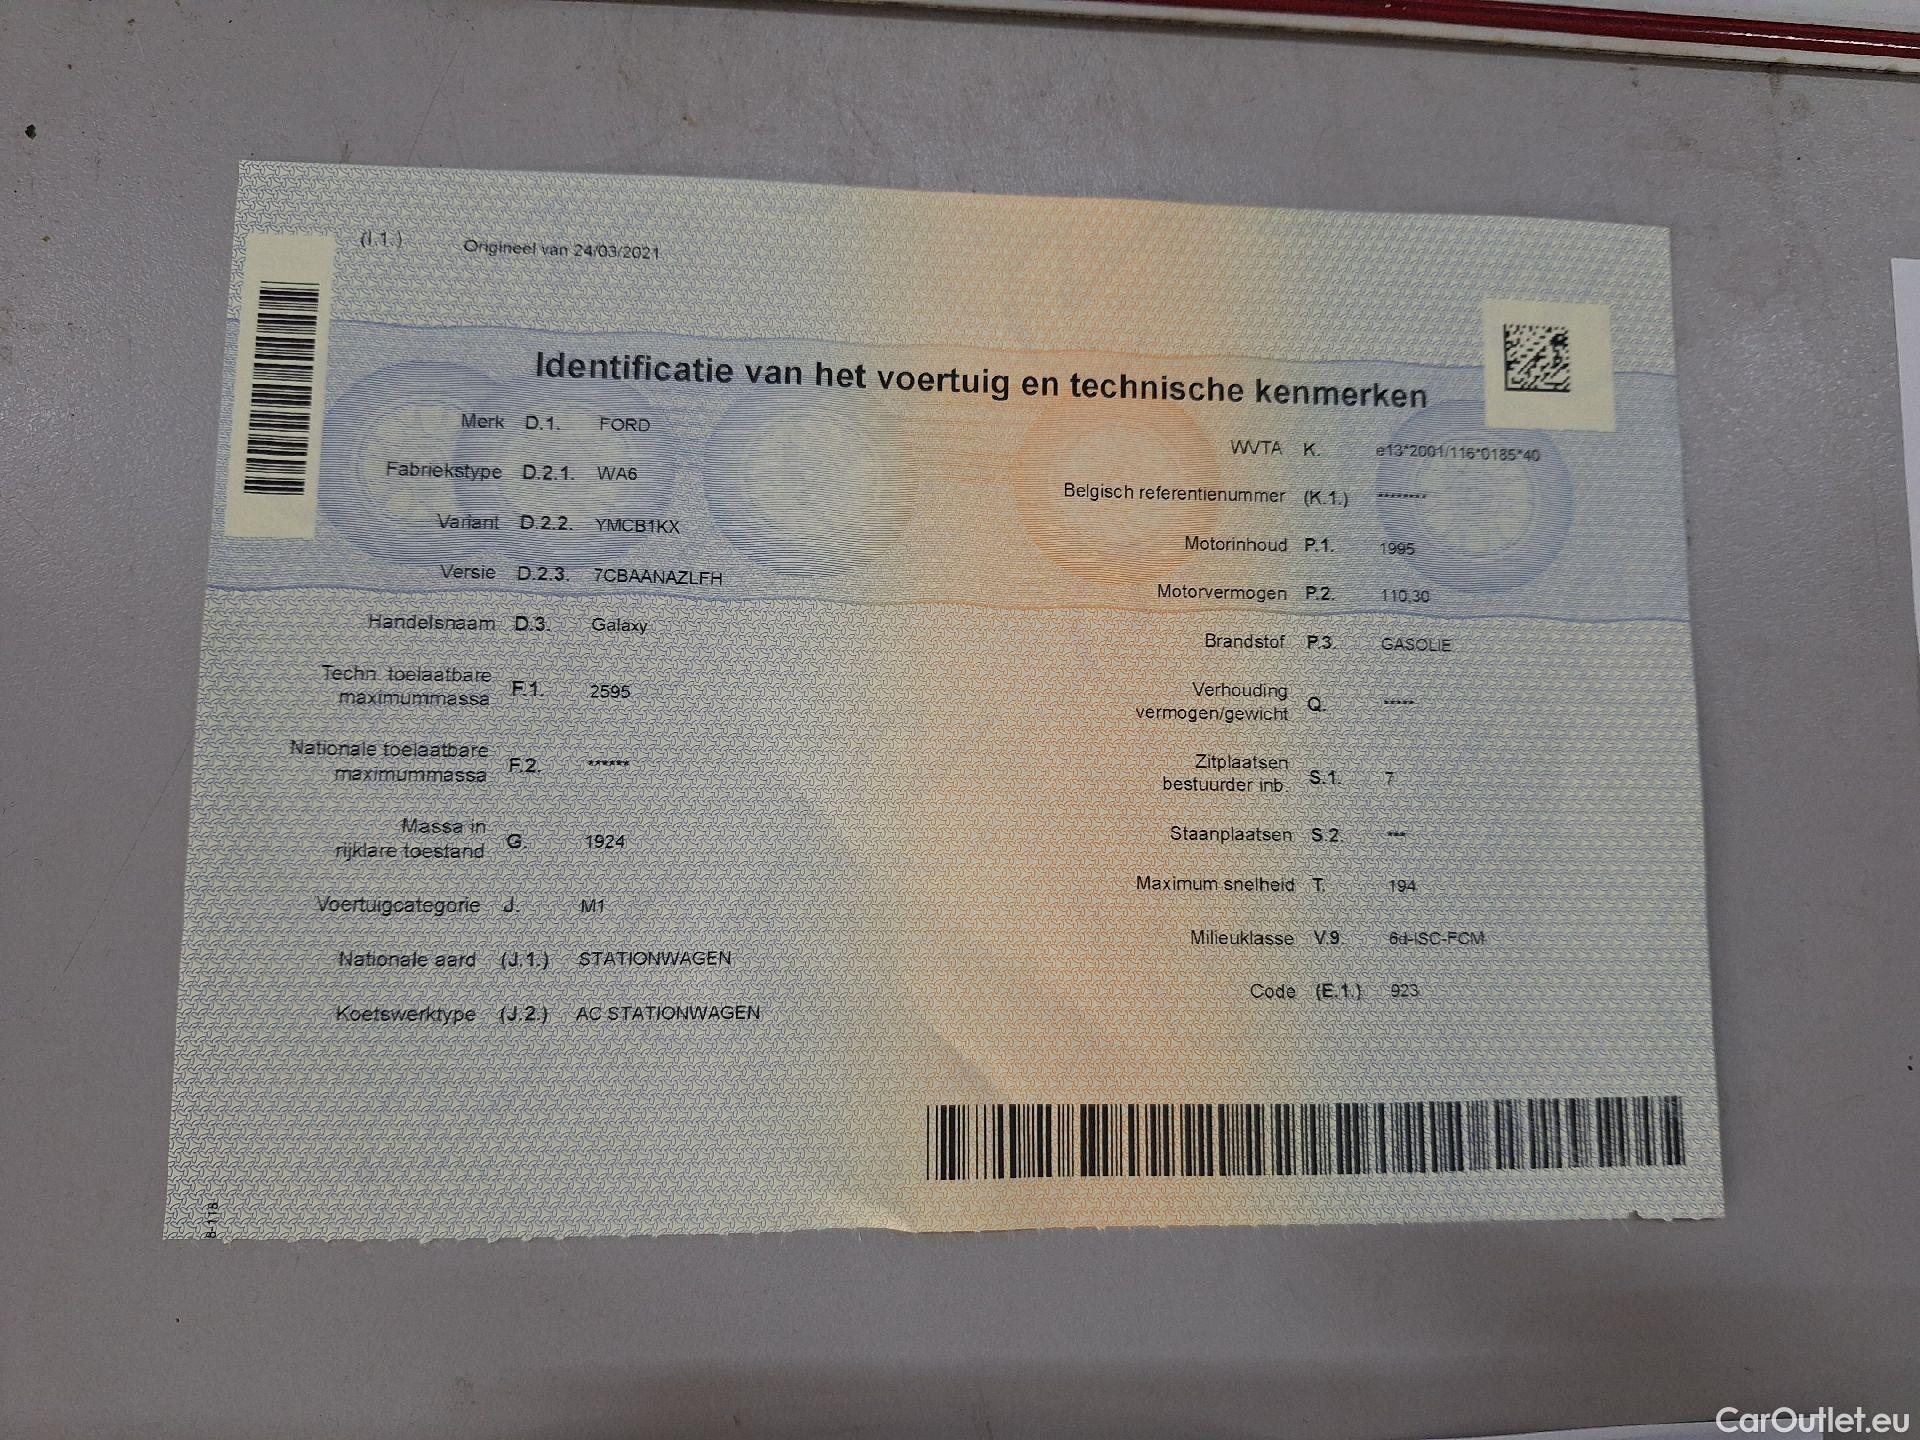 (I.1.) Origineel van 24/03/2021
Identificatie van het voertuig en technische kenmerken
Merk D.1. FORD
Fabriekstype D.2.1. WA6
Variant D.2.2. YMCB1KX
Versie D.2.3. 7CBAANAZLFH
Handelsnaam D.3. Galaxy
Techn. toelaatbare
maximummassa F.1. 2595
Nationale toelaatbare
maximummassa F.2. ******
Massa in
rijklare toestand G. 1924
Voertuigcategorie J. M1
Nationale aard (J.1.) STATIONWAGEN
Koetswerktype (J.2.) AC STATIONWAGEN
WVTA K. e13*2001/116*0185*40
Belgisch referentienummer (K.1.) ********
Motorinhoud P.1. 1995
Motorvermogen P.2. 110,30
Brandstof P.3. GASOLIE
Verhouding
vermogen/gewicht Q. *****
Zitplaatsen
bestuurder inb. S.1. 7
Staanplaatsen S.2. ***
Maximum snelheid T. 194
Milieuklasse V.9. 6d-ISC-FCM
Code (E.1.) 923
8-118
CarOutlet.eu